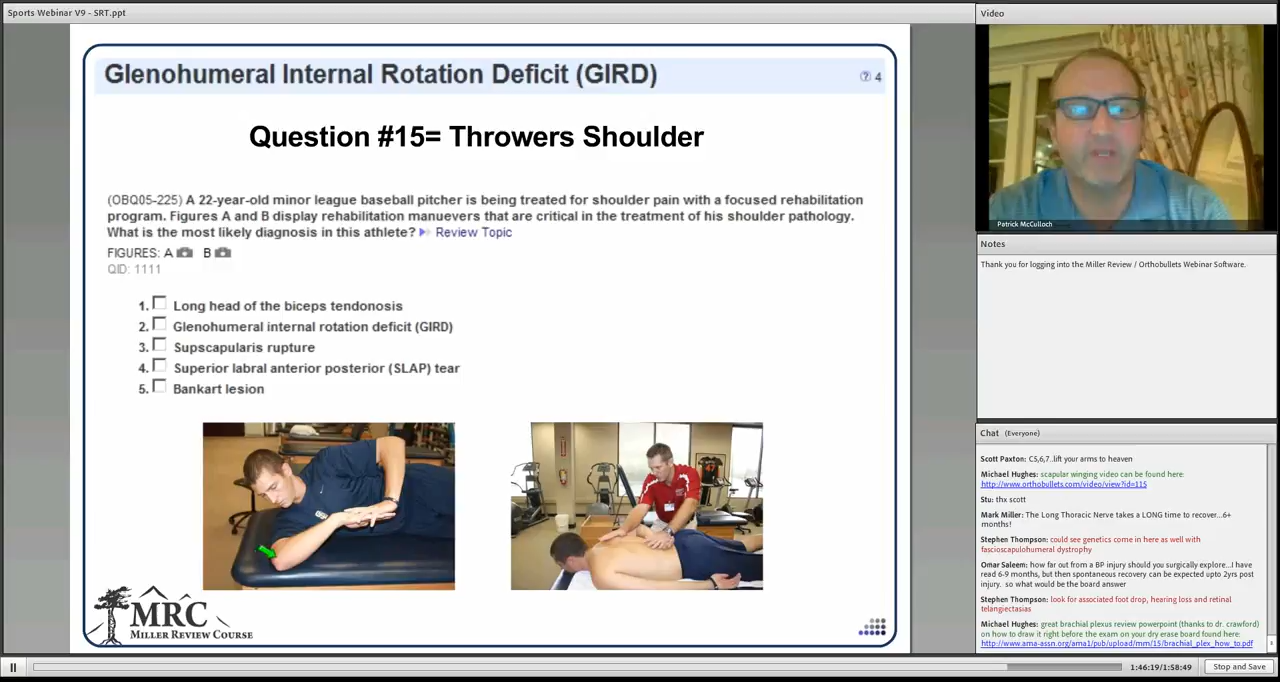 Sports Webinar V9 - SRT.ppt
Glenohumeral Internal Rotation Deficit (GIRD)
4
Question #15= Throwers Shoulder
(OBQ05-225) A 22-year-old minor league baseball pitcher is being treated for shoulder pain with a focused rehabilitation
program. Figures A and B display rehabilitation manuevers that are critical in the treatment of his shoulder pathology.
What is the most likely diagnosis in this athlete? Review Topic
FIGURES: A B
QID: 1111
1. Long head of the biceps tendonosis
2. Glenohumeral internal rotation deficit (GIRD)
3. Supscapularis rupture
4. Superior labral anterior posterior (SLAP) tear
5. Bankart lesion
MRC
MILLER REVIEW COURSE
Video
Patrick McCulloch
Notes
Thank you for logging into the Miller Review / Orthobullets Webinar Software.
Chat (Everyone)
Scott Paxton: C5,6,7..lift your arms to heaven
Michael Hughes: scapular winging video can be found here:
http://www.orthobullets.com/video/view?id=115
Stu: thx scott
Mark Miller: The Long Thoracic Nerve takes a LONG time to recover...6+
months!
Stephen Thompson: could see genetics come in here as well with
fascioscapulohumeral dystrophy
Omar Saleem: how far out from a BP injury should you surgically explore...I have
read 6-9 months, but then spontaneous recovery can be expected upto 2yrs post
injury. so what would be the board answer
Stephen Thompson: look for associated foot drop, hearing loss and retinal
telangiectasias
Michael Hughes: great brachial plexus review powerpoint (thanks to dr. crawford)
on how to draw it right before the exam on your dry erase board found here:
http://www.ama-assn.org/ama1/pub/upload/mm/15/brachial_plex_how_to.pdf
1:46:19/1:58:49
Stop and Save